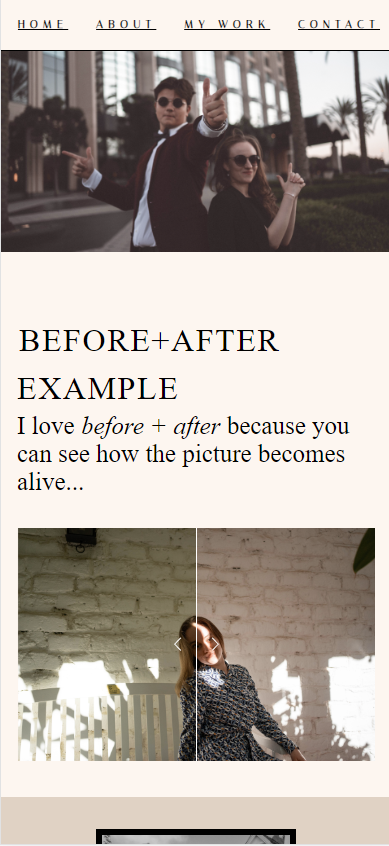 HOME ABOUT MY WORK CONTACT
BEFORE+AFTER
EXAMPLE
I love before + after because you
can see how the picture becomes
alive...